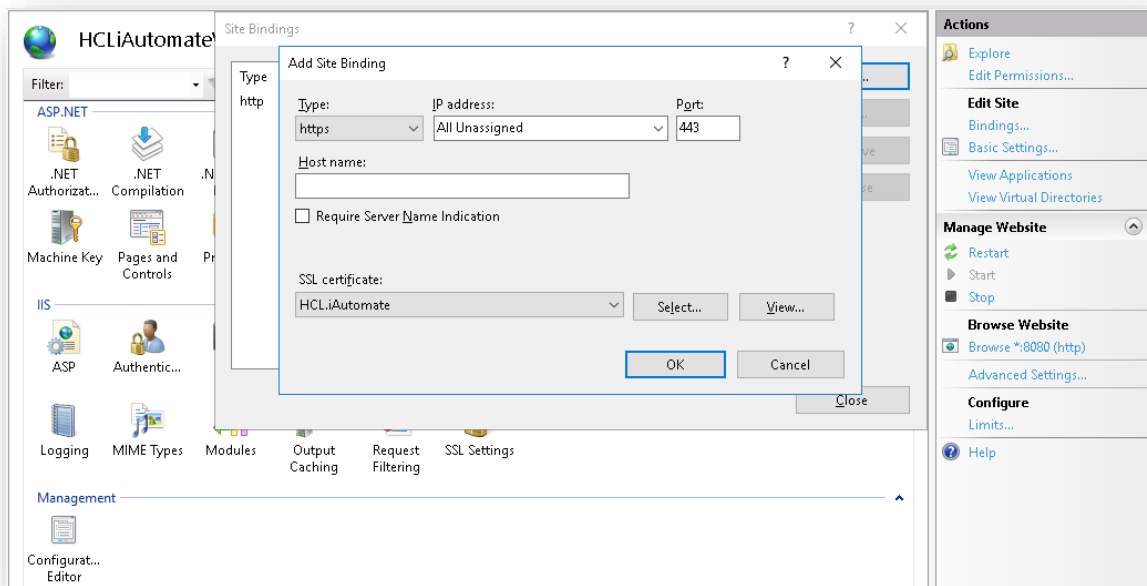 HCLiAutomate
Filter:
ASP.NET
.NET
Authorizat...
.NET
Compilation
Machine Key
Pages and
Controls
IIS
ASP
Authentic...
Logging
MIME Types
Modules
Output
Caching
Request
Filtering
SSL Settings
Management
Configurat...
Editor
Site Bindings
?
Type
http
Close
Add Site Binding
?
Type:
IP address:
Port:
https
All Unassigned
443
Host name:
Require Server Name Indication
SSL certificate:
HCL.iAutomate
Select...
View...
OK
Cancel
Actions
Explore
Edit Permissions...
Edit Site
Bindings...
Basic Settings...
View Applications
View Virtual Directories
Manage Website
Restart
Start
Stop
Browse Website
Browse *:8080 (http)
Advanced Settings...
Configure
Limits...
Help